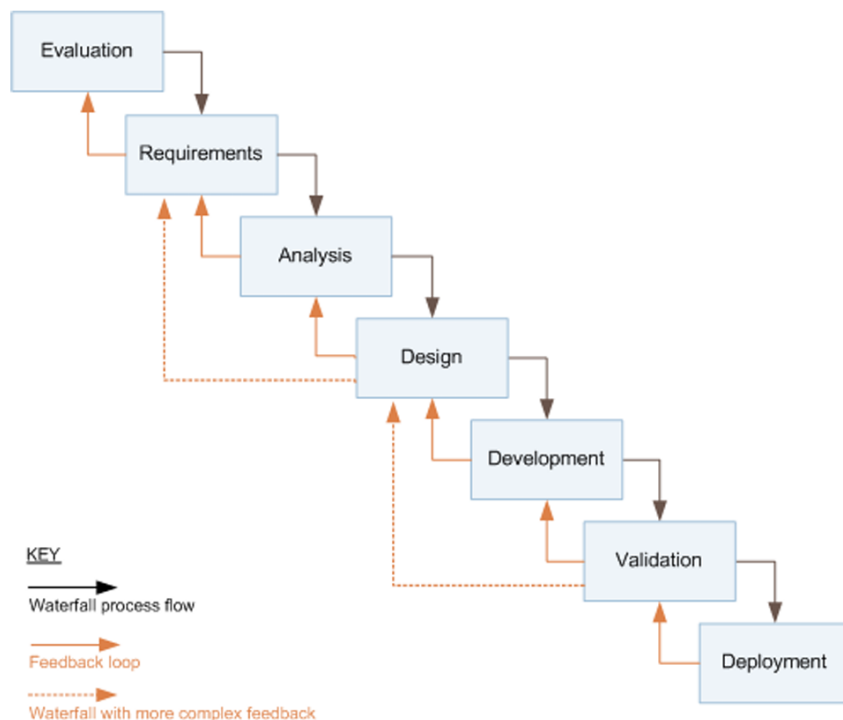 Evaluation
Requirements
Analysis
Design
Development
Validation
Deployment
KEY
Waterfall process flow
Feedback loop
Waterfall with more complex feedback